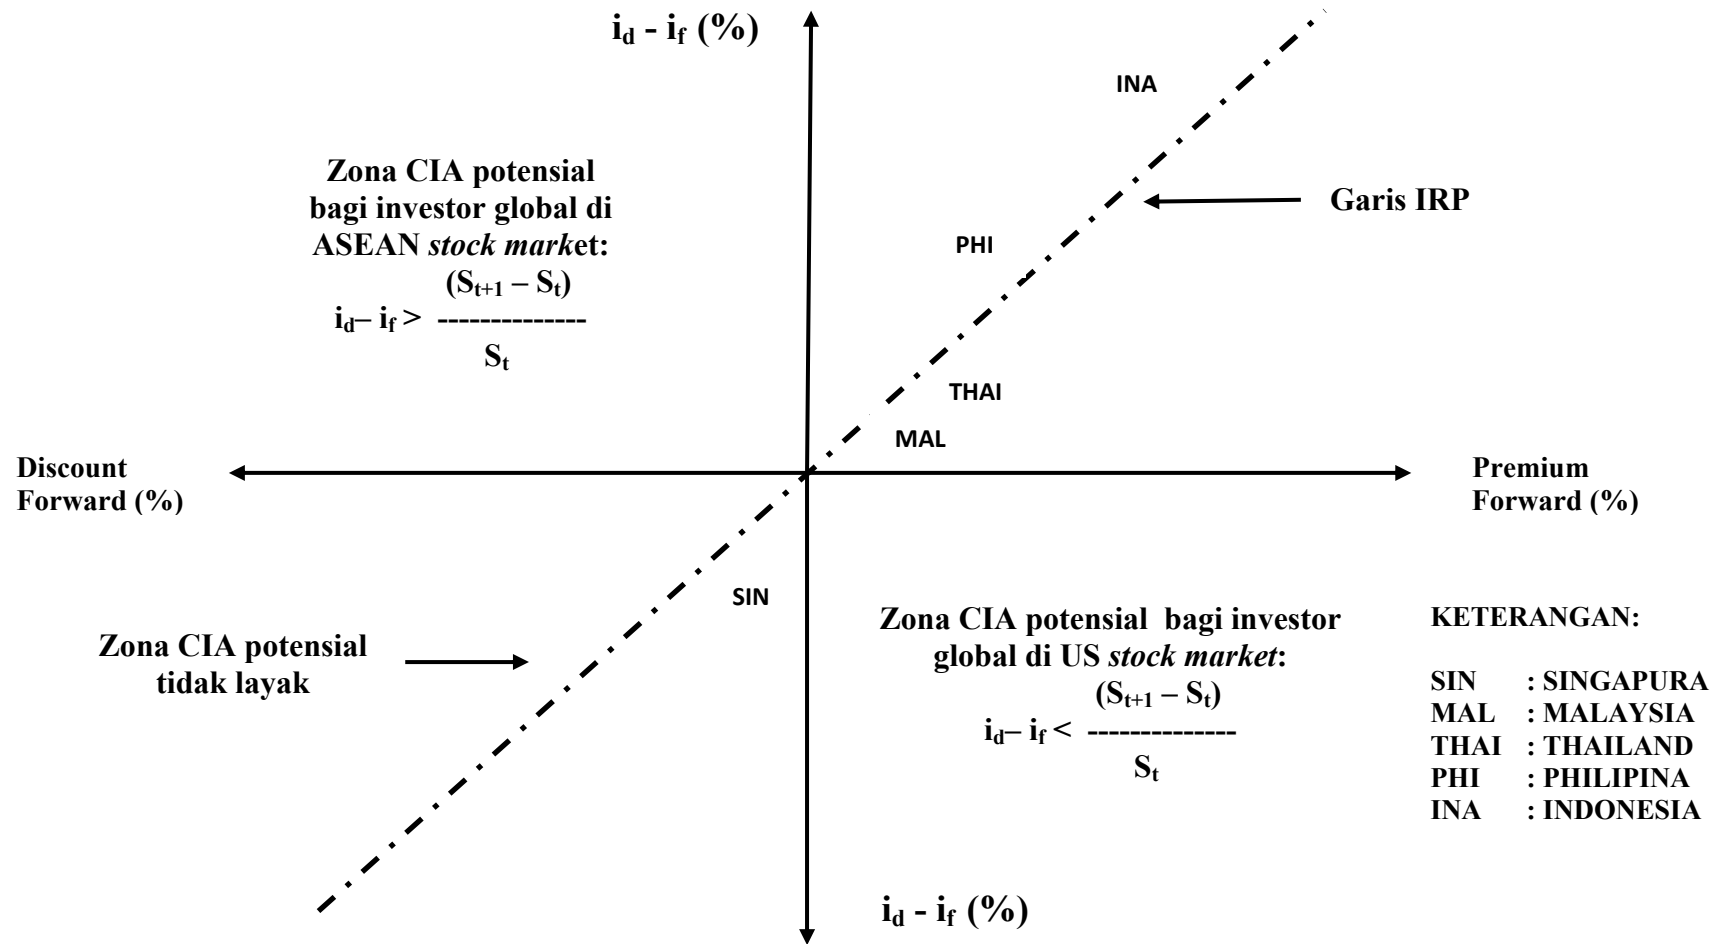 i_d - i_f (%)
INA
Zona CIA potensial
bagi investor global di
ASEAN stock market:
(S_{t+1} – S_t)
i_d– i_f > --------------
S_t
Garis IRP
PHI
THAI
MAL
Discount
Forward (%)
Premium
Forward (%)
SIN
Zona CIA potensial
tidak layak
Zona CIA potensial  bagi investor
global di US stock market:
(S_{t+1} – S_t)
i_d– i_f < --------------
S_t
KETERANGAN:
SIN : SINGAPURA
MAL : MALAYSIA
THAI : THAILAND
PHI : PHILIPINA
INA : INDONESIA
i_d - i_f (%)